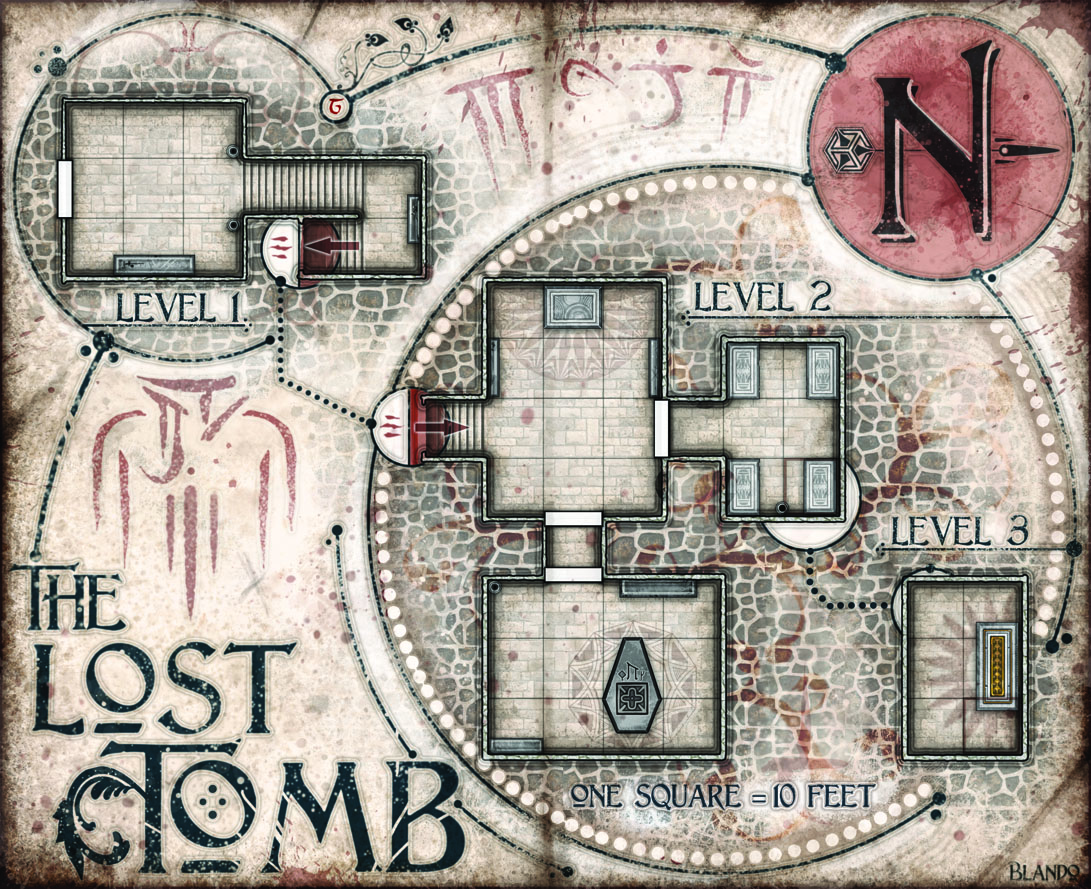 N
LEVEL 1
LEVEL 2
LEVEL 3
THE
LOST
TOMB
ONE SQUARE = 10 FEET
BLANDO